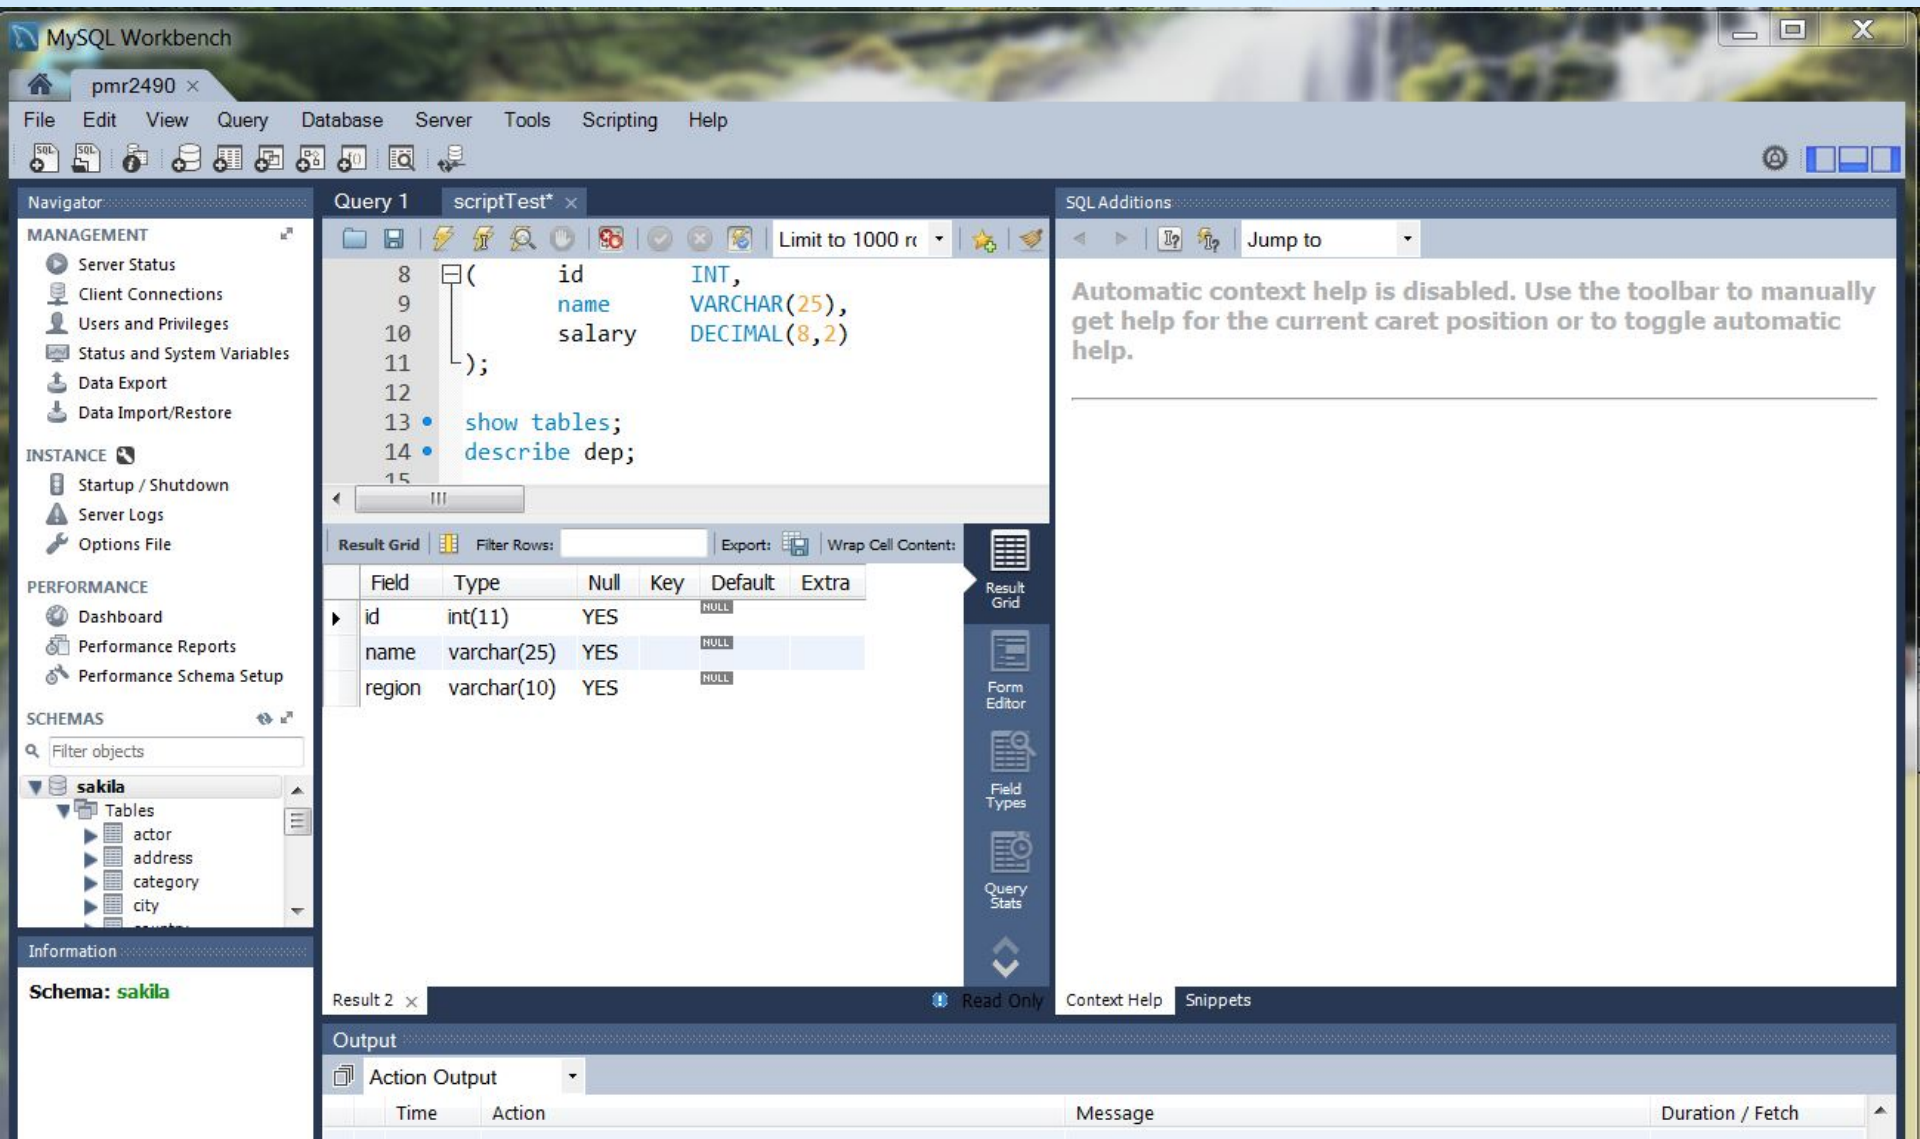 MySQL Workbench
pmr2490 ×
File Edit View Query Database Server Tools Scripting Help
Navigator
MANAGEMENT
Server Status
Client Connections
Users and Privileges
Status and System Variables
Data Export
Data Import/Restore
INSTANCE
Startup / Shutdown
Server Logs
Options File
PERFORMANCE
Dashboard
Performance Reports
Performance Schema Setup
SCHEMAS
Filter objects
sakila
Tables
actor
address
category
city
country
Information
Schema: sakila
Query 1 scriptTest* ×
Limit to 1000 rc
8 ( id INT,
9 name VARCHAR(25),
10 salary DECIMAL(8,2)
11 );
12
13 show tables;
14 describe dep;
15
Result Grid Filter Rows: Export: Wrap Cell Content:
Field Type Null Key Default Extra
id int(11) YES NULL
name varchar(25) YES NULL
region varchar(10) YES NULL
Result
Grid
Form
Editor
Field
Types
Query
Stats
Result 2 × Read Only
SQL Additions
Jump to
Automatic context help is disabled. Use the toolbar to manually
get help for the current caret position or to toggle automatic
help.
Context Help Snippets
Output
Action Output
Time Action Message Duration / Fetch